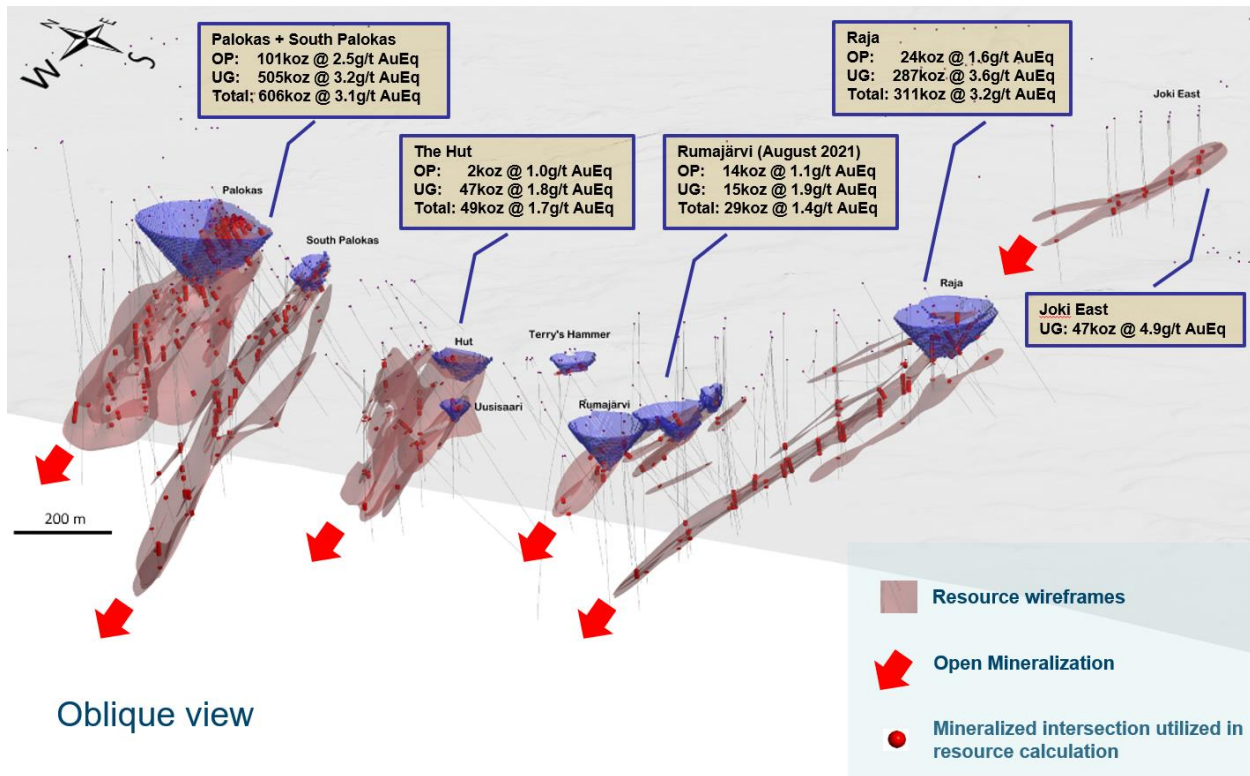 N
E
W
S
Palokas + South Palokas
OP: 101koz @ 2.5g/t AuEq
UG: 505koz @ 3.2g/t AuEq
Total: 606koz @ 3.1g/t AuEq
Raja
OP: 24koz @ 1.6g/t AuEq
UG: 287koz @ 3.6g/t AuEq
Total: 311koz @ 3.2g/t AuEq
Joki East
The Hut
OP: 2koz @ 1.0g/t AuEq
UG: 47koz @ 1.8g/t AuEq
Total: 49koz @ 1.7g/t AuEq
Rumajärvi (August 2021)
OP: 14koz @ 1.1g/t AuEq
UG: 15koz @ 1.9g/t AuEq
Total: 29koz @ 1.4g/t AuEq
Palokas
South Palokas
Raja
Joki East
UG: 47koz @ 4.9g/t AuEq
Hut
Terry's Hammer
Uusisaari
Rumajärvi
200 m
Resource wireframes
Open Mineralization
Mineralized intersection utilized in
resource calculation
Oblique view